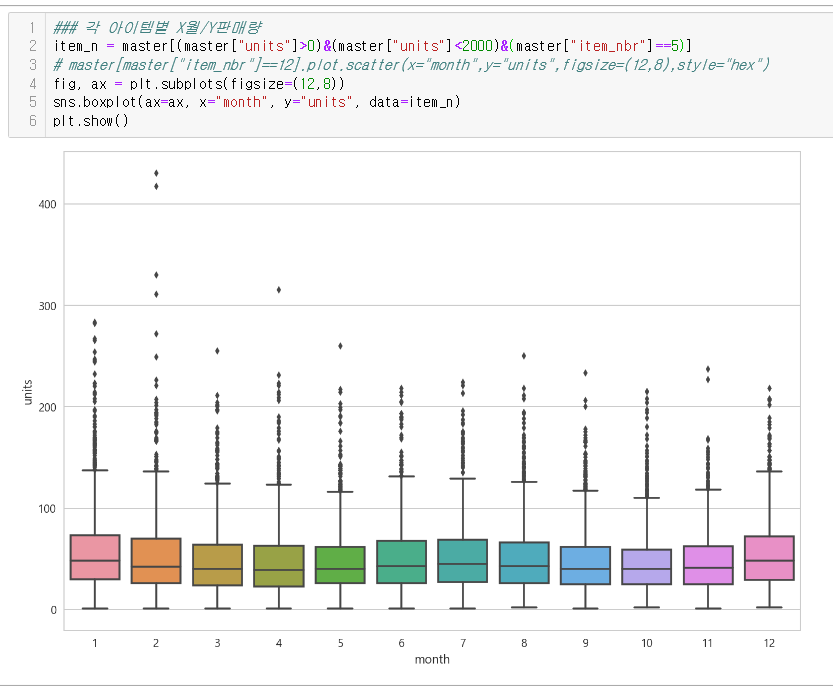 1 ### 각 아이템별 X월/Y판매량
2 item_n = master[(master["units"]>0)&(master["units"]<2000)&(master["item_nbr"]==5)]
3 # master[master["item_nbr"]==12].plot.scatter(x="month",y="units",figsize=(12,8),style="hex")
4 fig, ax = plt.subplots(figsize=(12,8))
5 sns.boxplot(ax=ax, x="month", y="units", data=item_n)
6 plt.show()
400
300
200
100
0
units
1 2 3 4 5 6 7 8 9 10 11 12
month